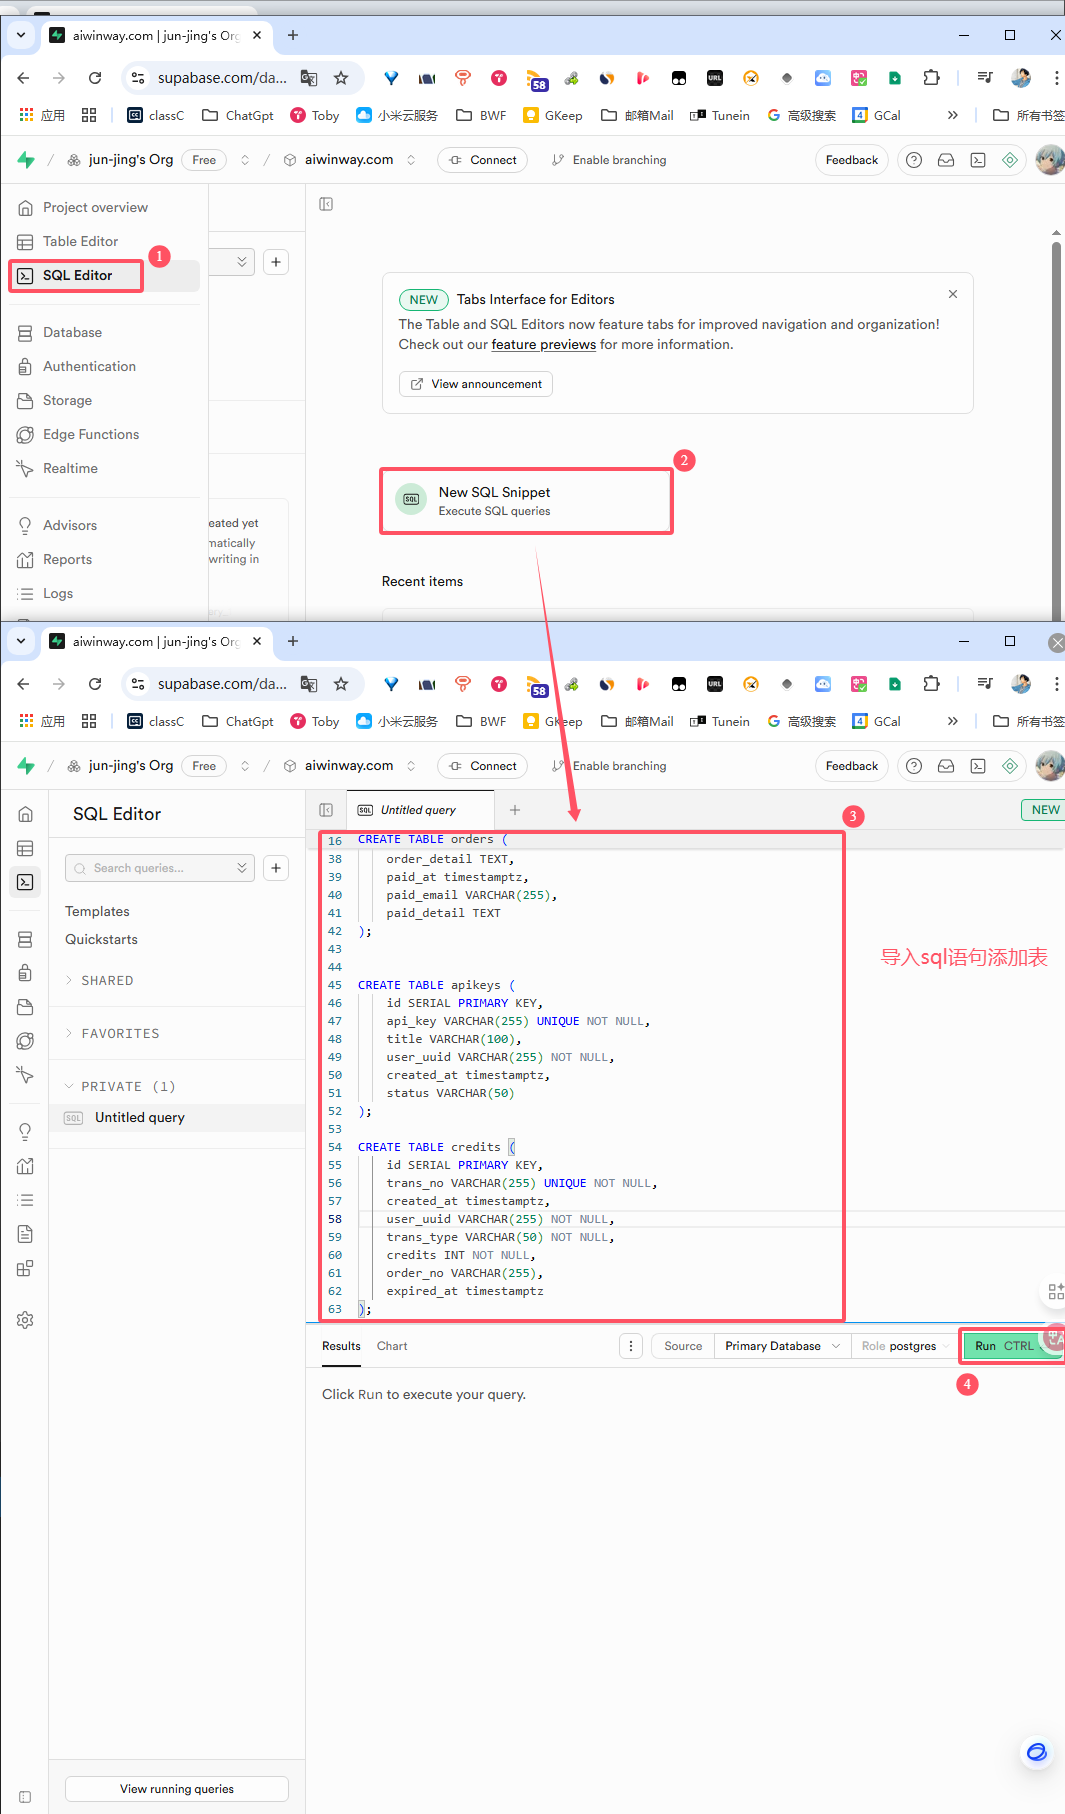 aiwinway.com | jun-jing's Org
supabase.com/da...
58
URL
应用
classC
ChatGpt
Toby
小米云服务
BWF
GKeep
邮箱Mail
Tunein
高级搜索
4
GCal
所有书签
jun-jing's Org
Free
aiwinway.com
Connect
Enable branching
Feedback
Project overview
Table Editor
1
SQL Editor
Database
Authentication
Storage
Edge Functions
Realtime
Advisors
Reports
Logs
eated yet
matically
writing in
NEW Tabs Interface for Editors
The Table and SQL Editors now feature tabs for improved navigation and organization!
Check out our feature previews for more information.
View announcement
2
SQL
New SQL Snippet
Execute SQL queries
Recent items
aiwinway.com | jun-jing's Org
supabase.com/da...
58
URL
应用
classC
ChatGpt
Toby
小米云服务
BWF
GKeep
邮箱Mail
Tunein
高级搜索
4
GCal
所有书签
jun-jing's Org
Free
aiwinway.com
Connect
Enable branching
Feedback
SQL Editor
Search queries...
Templates
Quickstarts
SHARED
FAVORITES
PRIVATE (1)
SQL Untitled query
View running queries
SQL Untitled query
NEW
3
16 CREATE TABLE orders (
38 order_detail TEXT,
39 paid_at timestamptz,
40 paid_email VARCHAR(255),
41 paid_detail TEXT
42 );
43
44
45 CREATE TABLE apikeys (
46 id SERIAL PRIMARY KEY,
47 api_key VARCHAR(255) UNIQUE NOT NULL,
48 title VARCHAR(100),
49 user_uuid VARCHAR(255) NOT NULL,
50 created_at timestamptz,
51 status VARCHAR(50)
52 );
53
54 CREATE TABLE credits (
55 id SERIAL PRIMARY KEY,
56 trans_no VARCHAR(255) UNIQUE NOT NULL,
57 created_at timestamptz,
58 user_uuid VARCHAR(255) NOT NULL,
59 trans_type VARCHAR(50) NOT NULL,
60 credits INT NOT NULL,
61 order_no VARCHAR(255),
62 expired_at timestamptz
63 );
导入sql语句添加表
Results
Chart
Source
Primary Database
Role postgres
Run CTRL
4
Click Run to execute your query.